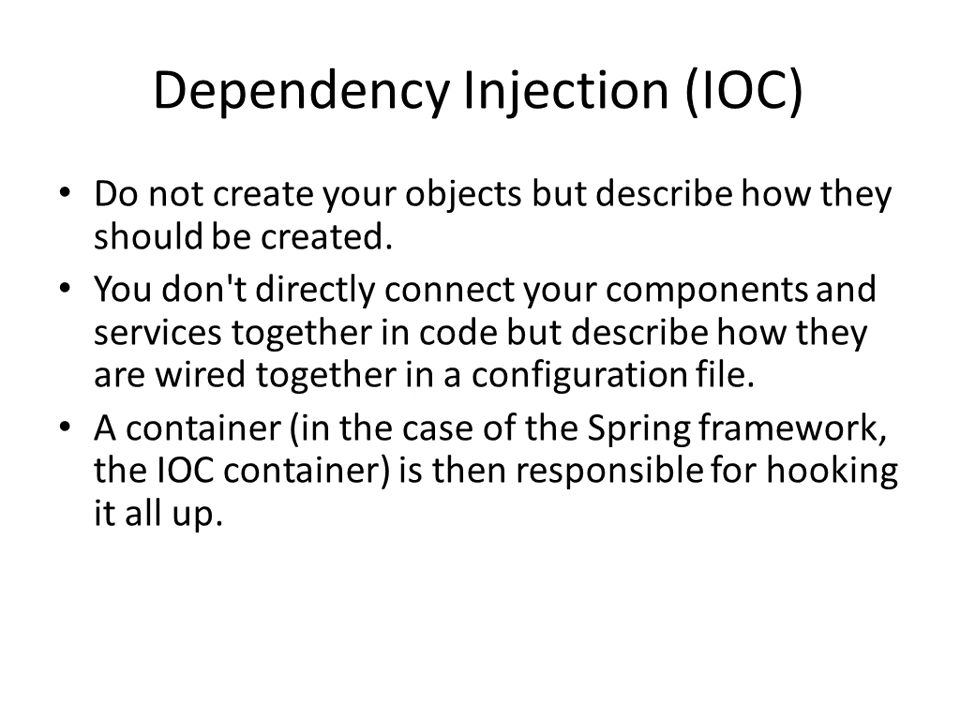 Dependency Injection (IOC)
• Do not create your objects but describe how they
should be created.
• You don't directly connect your components and
services together in code but describe how they
are wired together in a configuration file.
• A container (in the case of the Spring framework,
the IOC container) is then responsible for hooking
it all up.